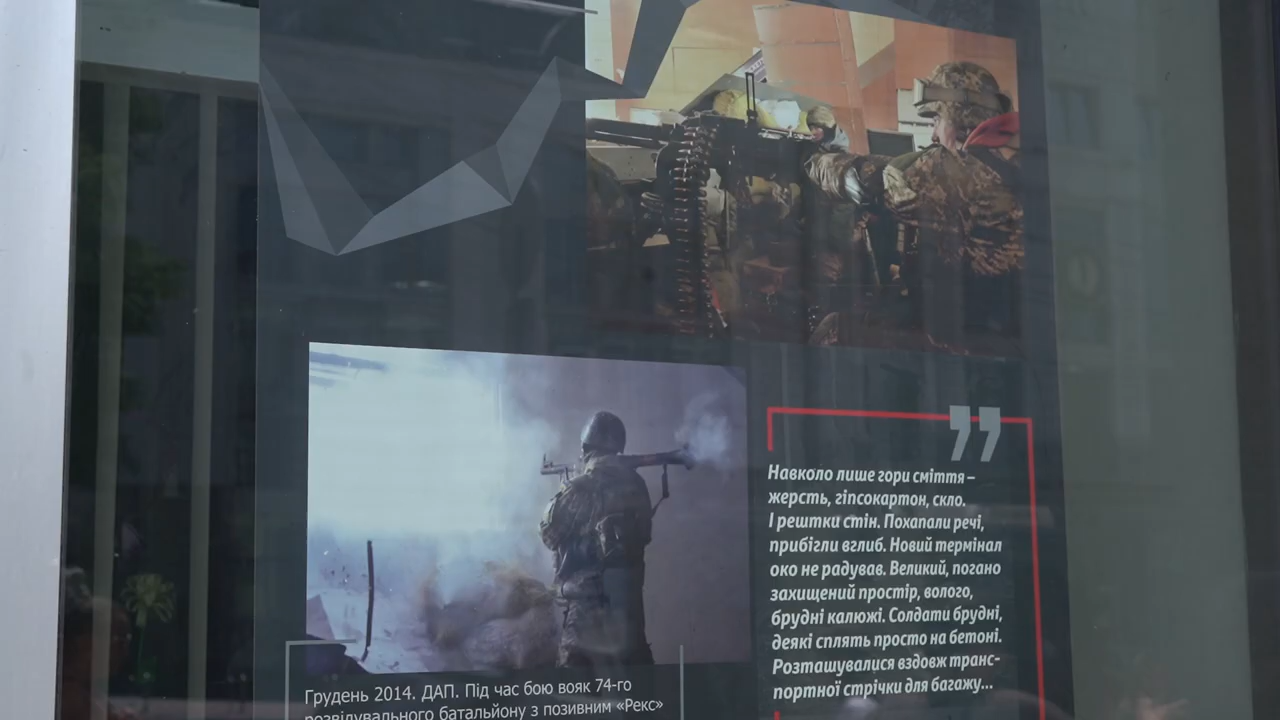 Навколо лише гори сміття –
жерсть, гіпсокартон, скло.
І рештки стін. Похапали речі,
прибігли вглиб. Новий термінал
око не радував. Великий, погано
захищений простір, волого,
брудні калюжі. Солдати брудні,
деякі сплять просто на бетоні.
Розташувалися вздовж транс-
портної стрічки для багажу...
Грудень 2014. ДАП. Під час бою вояк 74-го
розвідувального батальйону з позивним «Рекс»